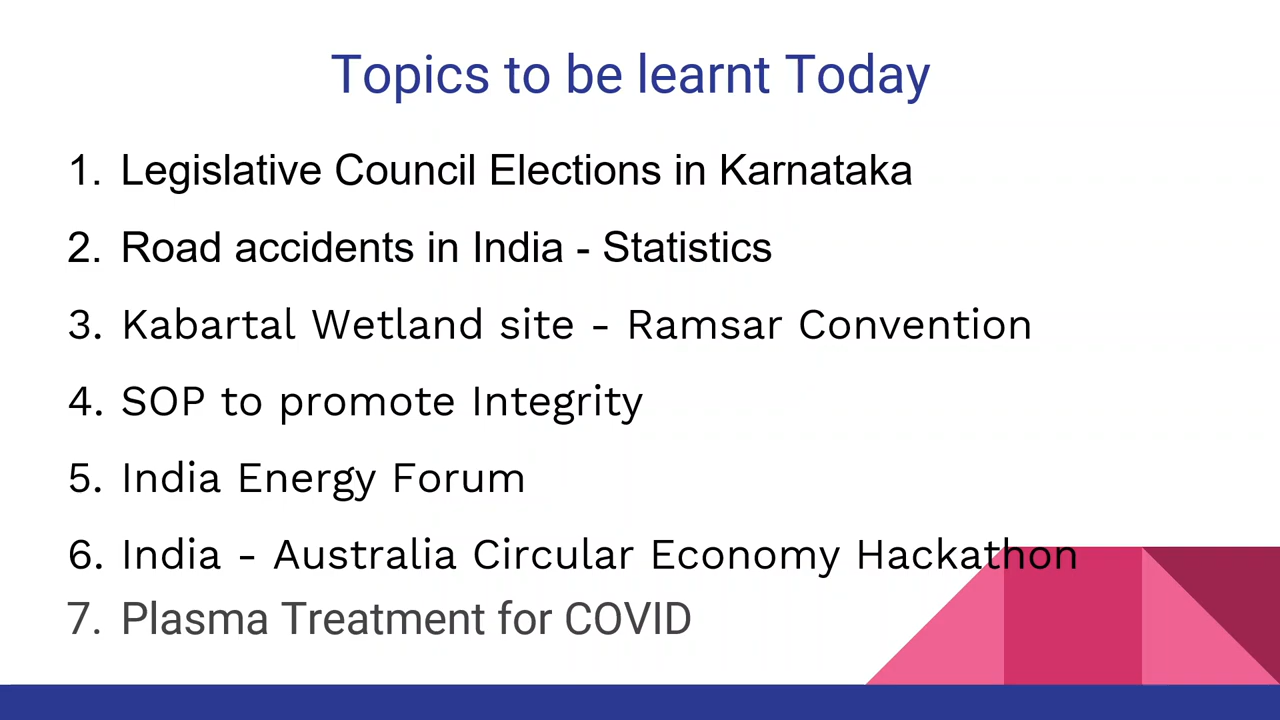 Topics to be learnt Today
1. Legislative Council Elections in Karnataka
2. Road accidents in India - Statistics
3. Kabartal Wetland site - Ramsar Convention
4. SOP to promote Integrity
5. India Energy Forum
6. India - Australia Circular Economy Hackathon
7. Plasma Treatment for COVID